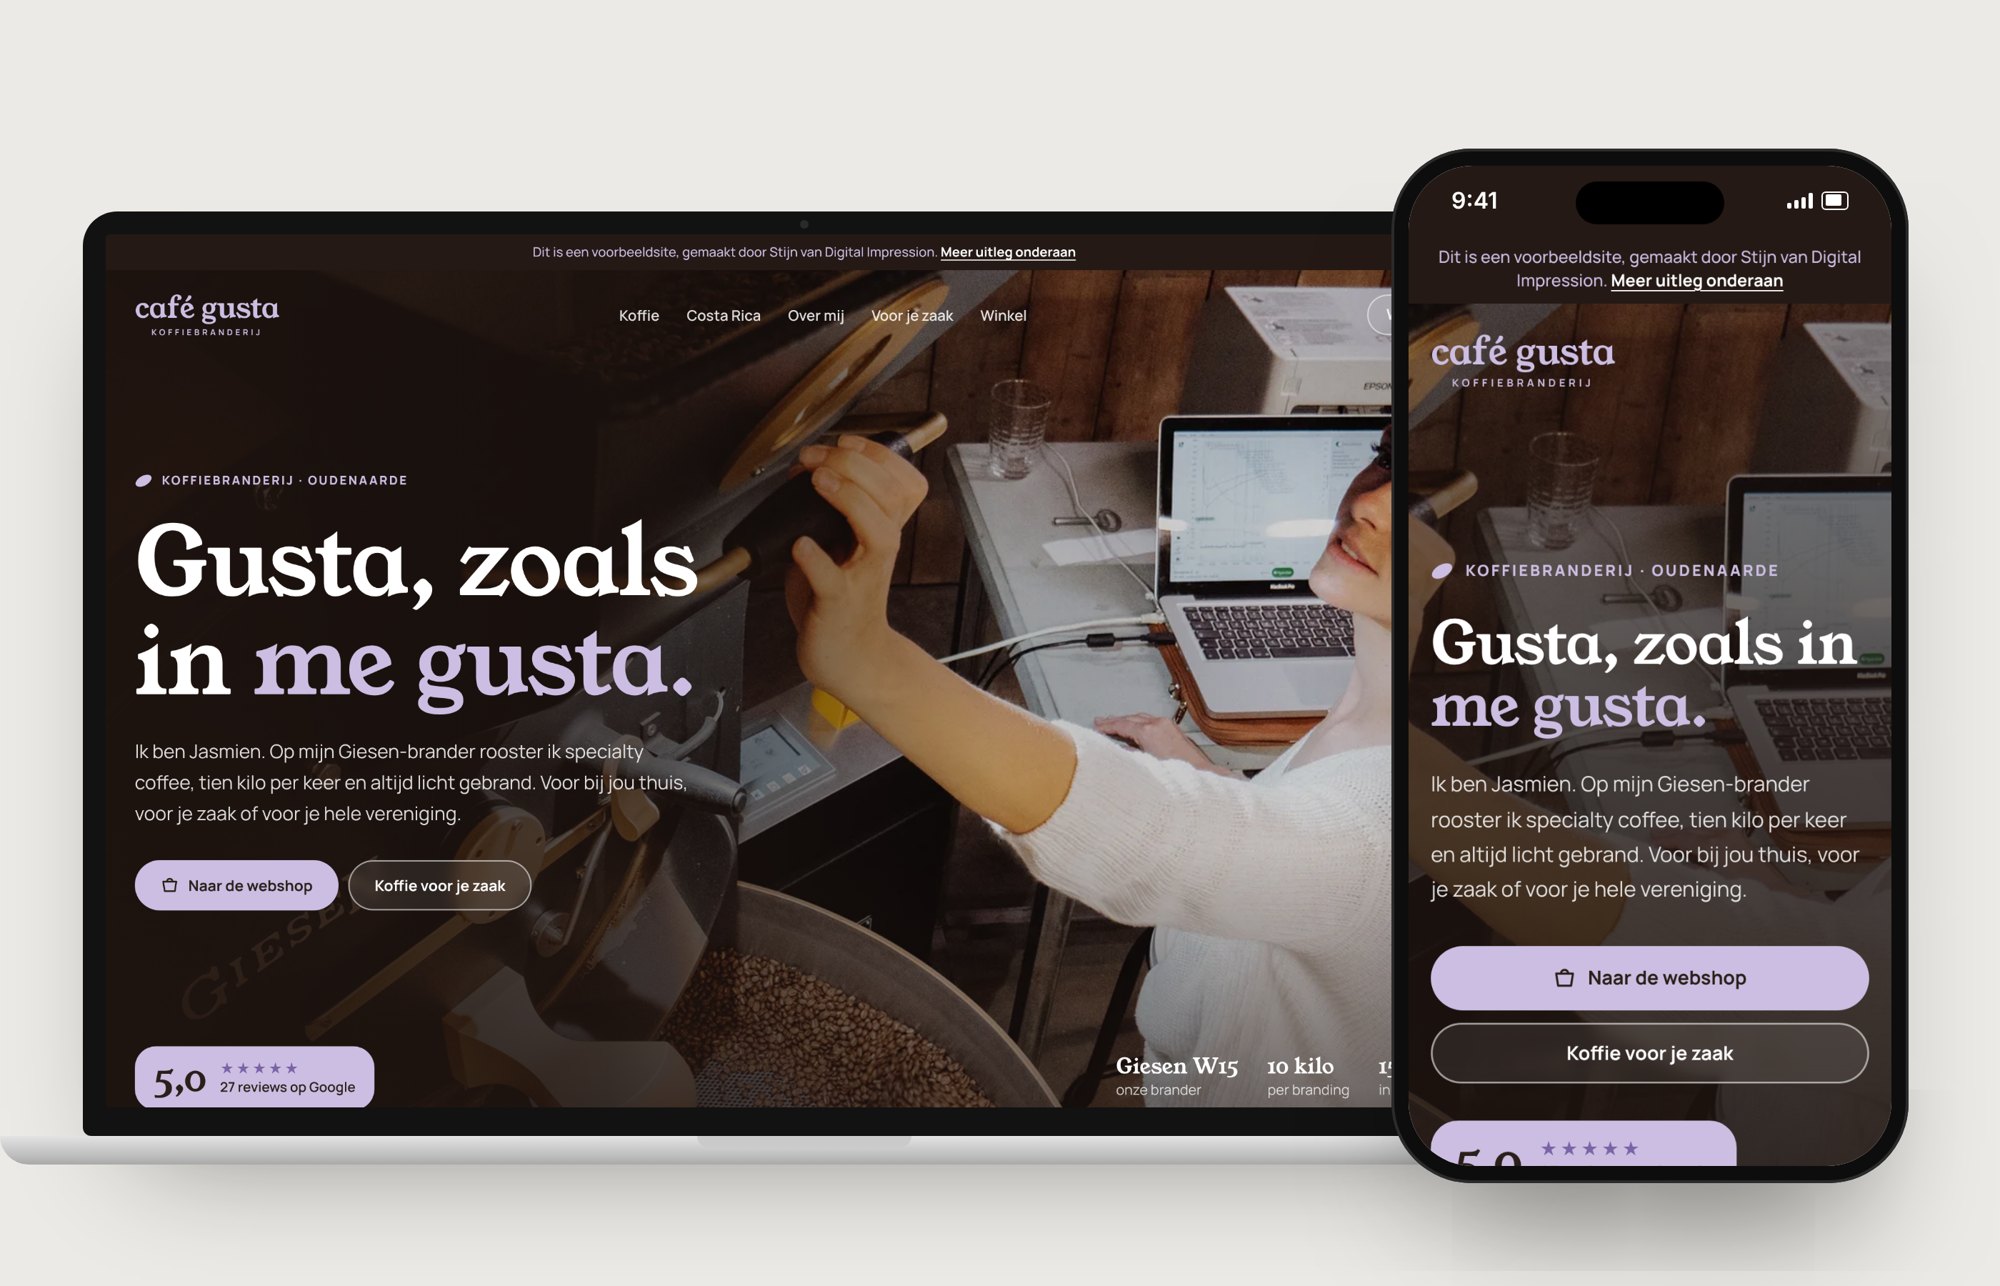 Dit is een voorbeeldsite, gemaakt door Stijn van Digital Impression. Meer uitleg onderaan
café gusta
KOFFIEBRANDERIJ
Koffie Costa Rica Over mij Voor je zaak Winkel
EPSON
KOFFIEBRANDERIJ · OUDENAARDE
Gusta, zoals
in me gusta.
Ik ben Jasmien. Op mijn Giesen-brander rooster ik specialty
coffee, tien kilo per keer en altijd licht gebrand. Voor bij jou thuis,
voor je zaak of voor je hele vereniging.
Naar de webshop
Koffie voor je zaak
GIESEN
5,0
27 reviews op Google
Giesen W15
onze brander
10 kilo
per branding
15
in
9:41
Dit is een voorbeeldsite, gemaakt door Stijn van Digital
Impression. Meer uitleg onderaan
café gusta
KOFFIEBRANDERIJ
KOFFIEBRANDERIJ · OUDENAARDE
Gusta, zoals in
me gusta.
Ik ben Jasmien. Op mijn Giesen-brander
rooster ik specialty coffee, tien kilo per keer
en altijd licht gebrand. Voor bij jou thuis, voor
je zaak of voor je hele vereniging.
Naar de webshop
Koffie voor je zaak
5,0